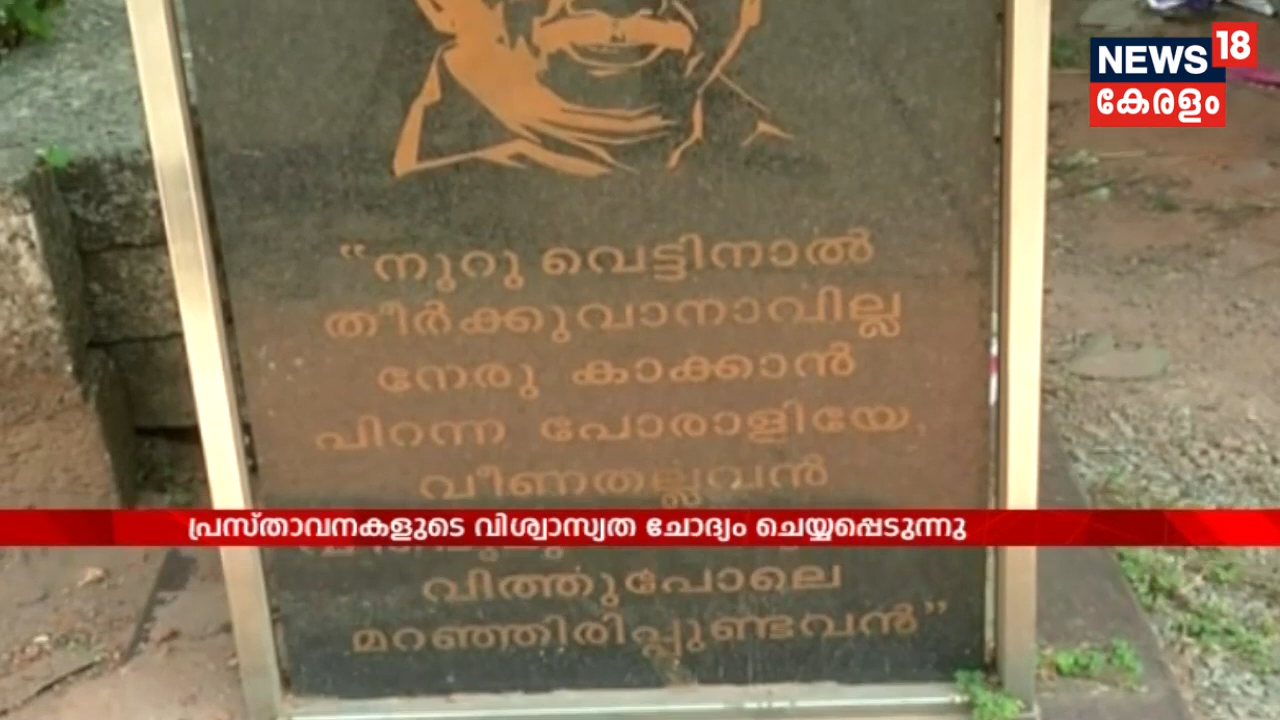 NEWS 18
കേരളം
“നൂറു വെട്ടിനാൽ
തീർക്കുവാനാവില്ല
നേരു കാക്കാൻ
പിറന്ന പോരാളിയേ,
വീണതല്ലവൻ
പ്രസ്താവനകളുടെ വിശ്വാസ്യത ചോദ്യം ചെയ്യപ്പെടുന്നു
വിത്തുപോലെ
മറഞ്ഞിരിപ്പുണ്ടവൻ”